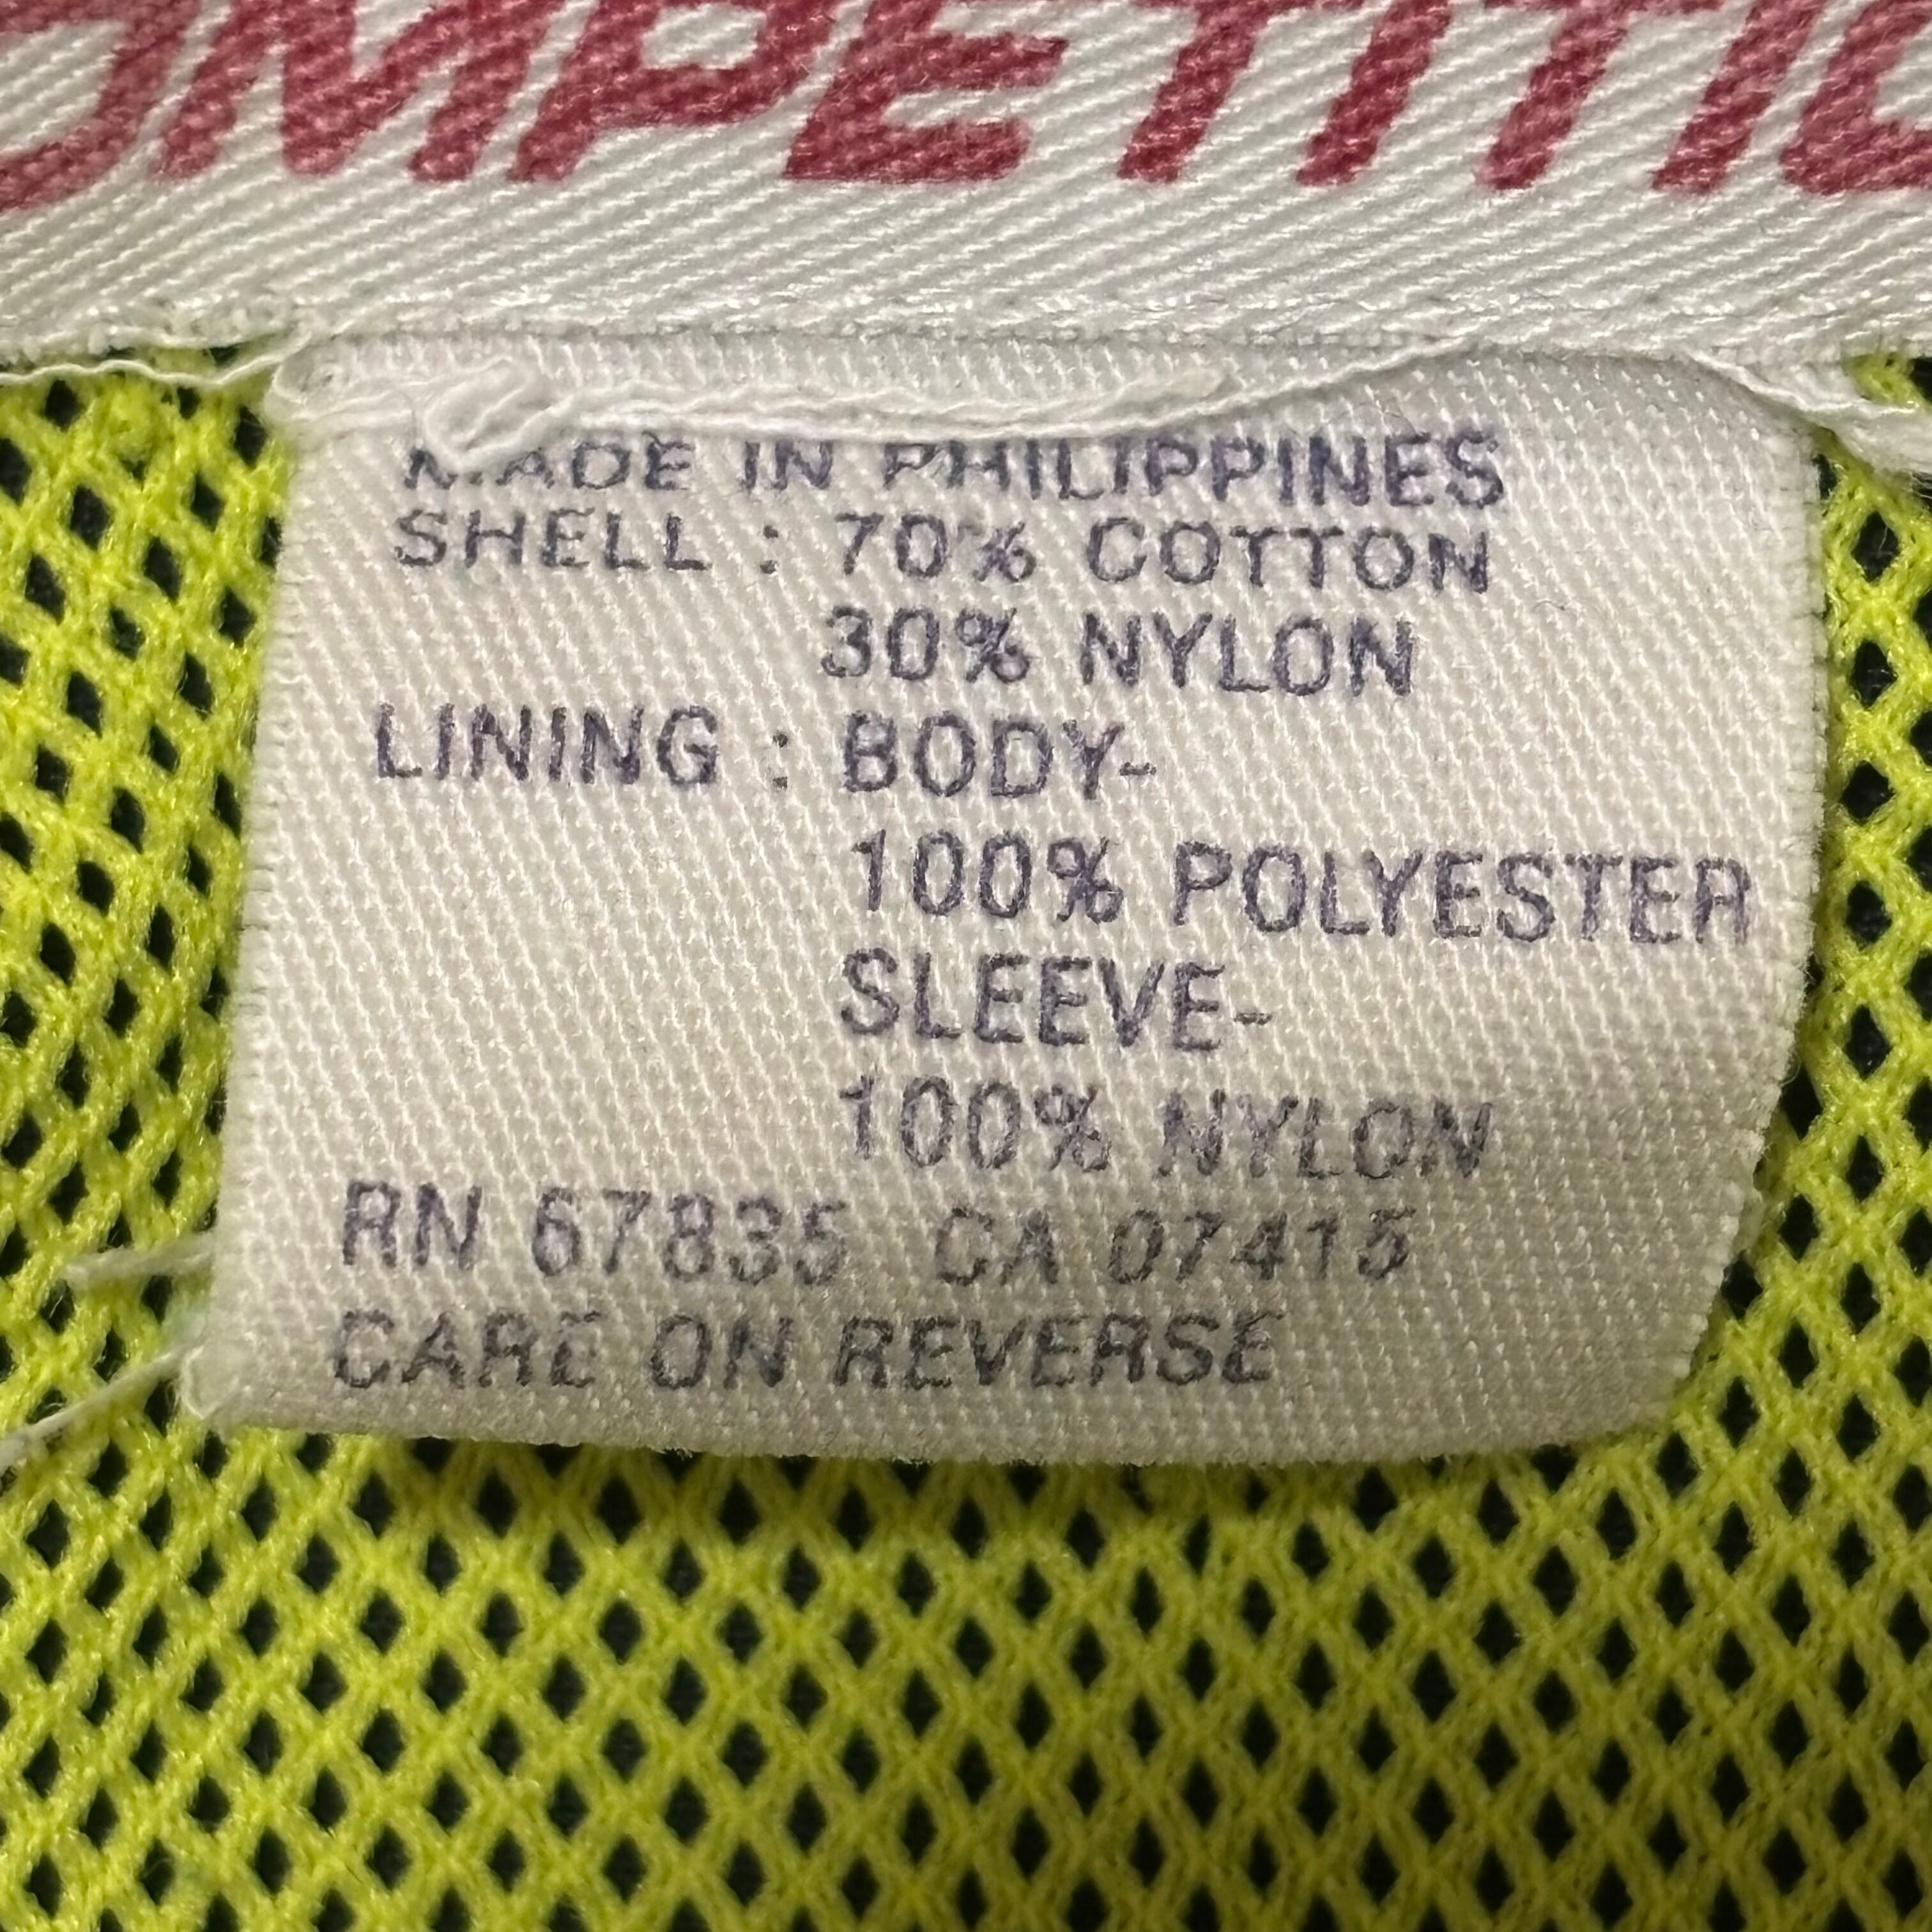 OMPETITIO
MADE IN PHILIPPINES
SHELL : 70% COTTON
30% NYLON
LINING : BODY-
100% POLYESTER
SLEEVE-
100% NYLON
RN 67835 CA 07415
CARE ON REVERSE